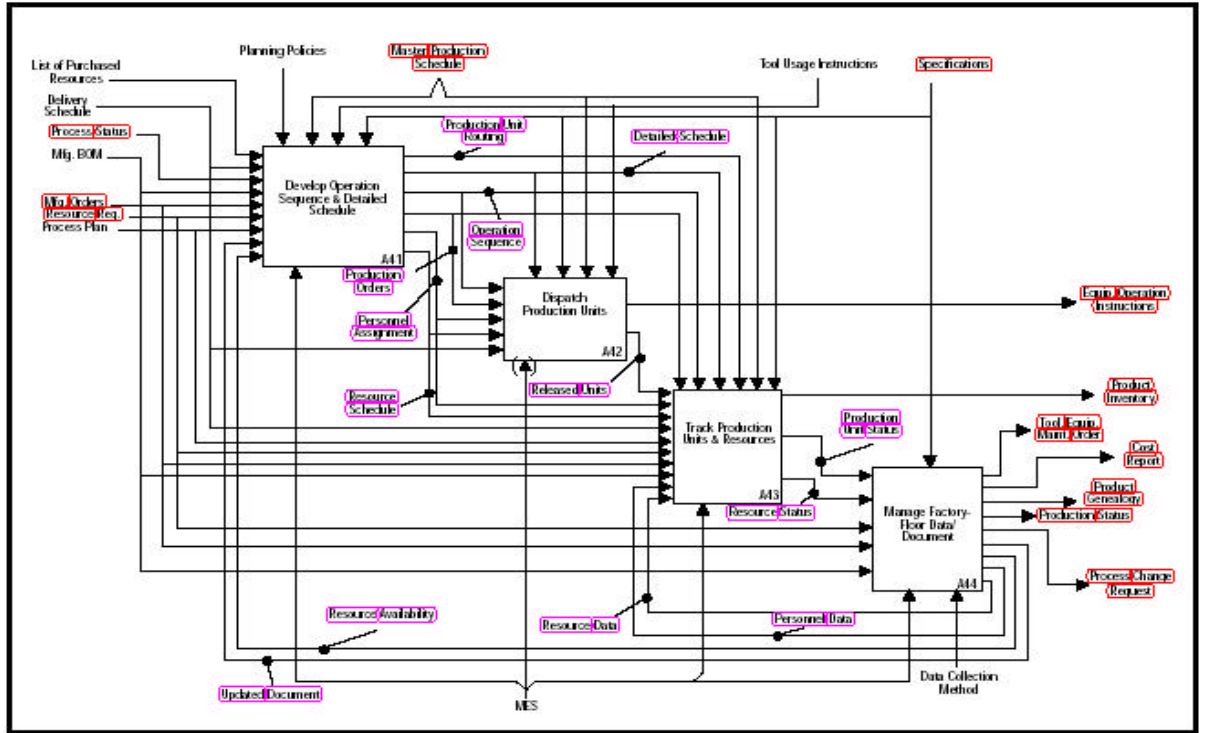 Planning Policies
Master Production
Schedule
Tool Usage Instructions
Specifications
List of Purchased
Resources
Delivery
Schedule
Process Status
Mfg. BOM
Mfg. Orders
Resource Req.
Process Plan
Production Unit
Routing
Detailed Schedule
Develop Operation
Sequence & Detailed
Schedule
A41
Operation
Sequence
Production
Orders
Personnel
Assignment
Dispatch
Production Units
A42
Equip. Operation
Instructions
Resource
Schedule
Released Units
Product
Inventory
Track Production
Units & Resources
A43
Production
Unit Status
Resource Status
Tool, Equip.
Maint. Order
Cost
Report
Product
Genealogy
Production Status
Manage Factory-
Floor Data/
Document
A44
Process Change
Request
Resource Availability
Resource Data
Personnel Data
Updated Document
MES
Data Collection
Method